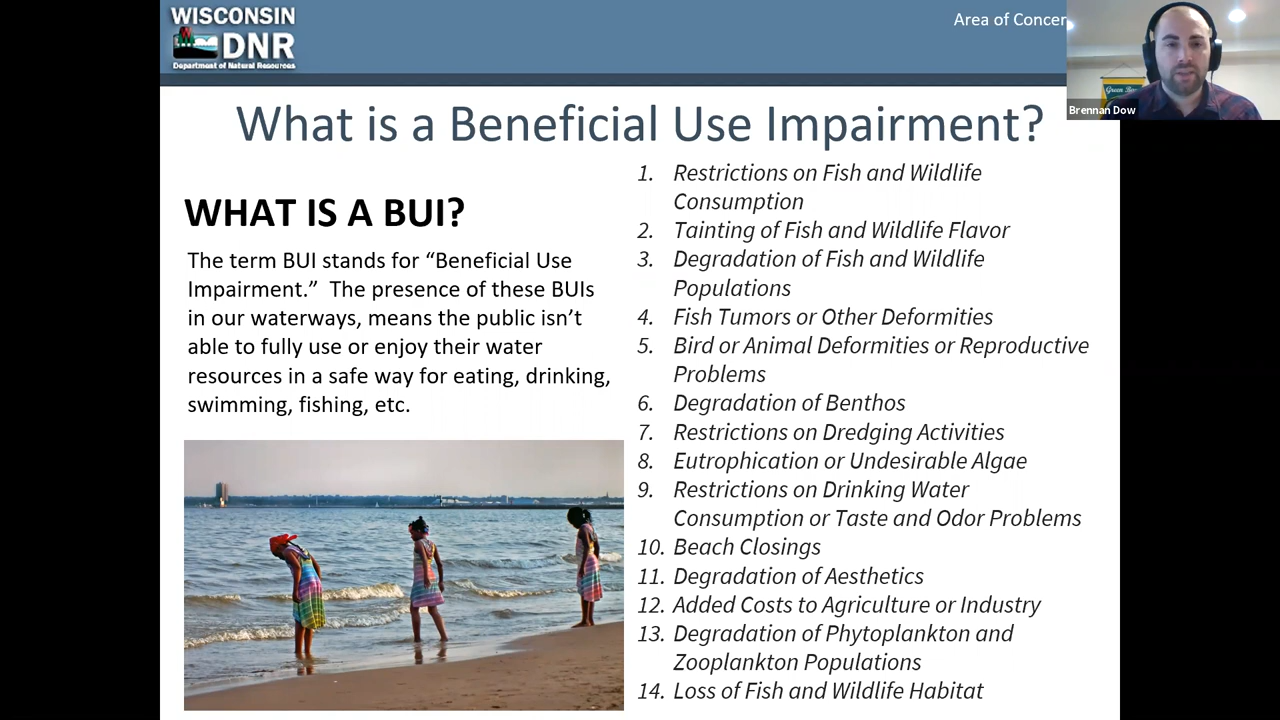 WISCONSIN
DNR
Department of Natural Resources
Area of Concer
Green Ba
Brennan Dow
What is a Beneficial Use Impairment?
WHAT IS A BUI?
The term BUI stands for “Beneficial Use
Impairment.”  The presence of these BUIs
in our waterways, means the public isn’t
able to fully use or enjoy their water
resources in a safe way for eating, drinking,
swimming, fishing, etc.
1. Restrictions on Fish and Wildlife
Consumption
2. Tainting of Fish and Wildlife Flavor
3. Degradation of Fish and Wildlife
Populations
4. Fish Tumors or Other Deformities
5. Bird or Animal Deformities or Reproductive
Problems
6. Degradation of Benthos
7. Restrictions on Dredging Activities
8. Eutrophication or Undesirable Algae
9. Restrictions on Drinking Water
Consumption or Taste and Odor Problems
10. Beach Closings
11. Degradation of Aesthetics
12. Added Costs to Agriculture or Industry
13. Degradation of Phytoplankton and
Zooplankton Populations
14. Loss of Fish and Wildlife Habitat